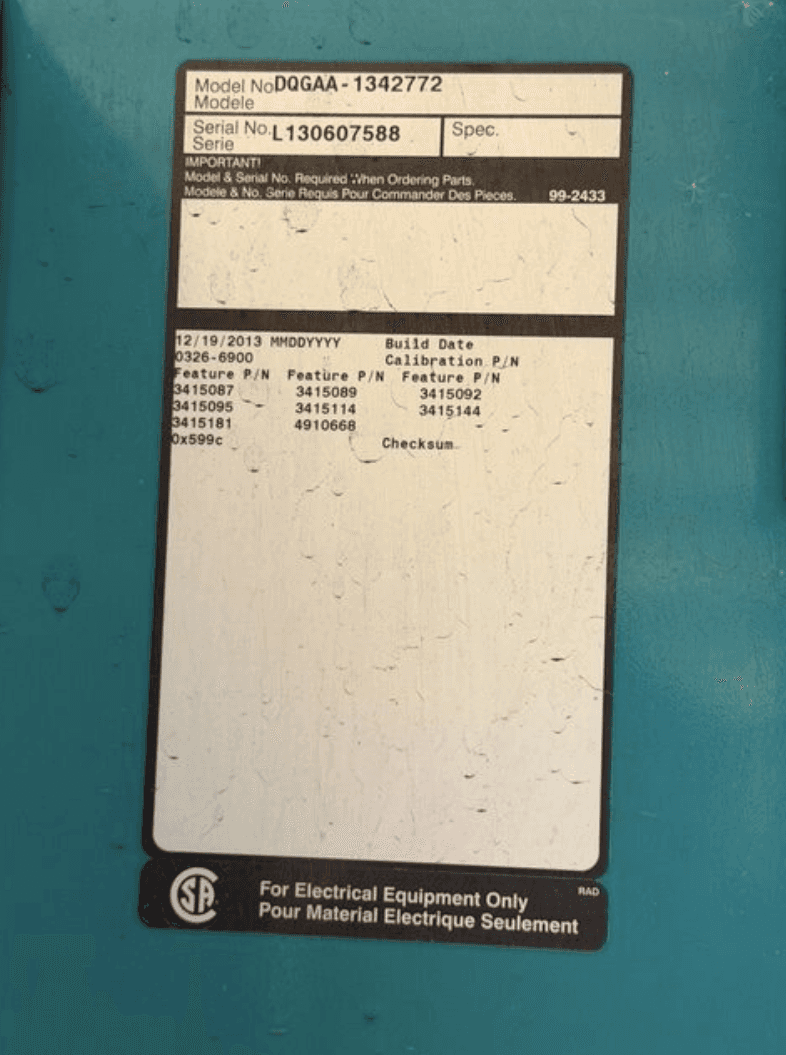 Model No DQGAA-1342772
Modele
Serial No. L130607588 Spec.
Serie
IMPORTANT!
Model & Serial No. Required When Ordering Parts.
Modele & No. Serie Requis Pour Commander Des Pieces. 99-2433
12/19/2013 MMDDYYYY Build Date
0326-6900 Calibration P/N
Feature P/N Feature P/N Feature P/N
3415087 3415089 3415092
3415095 3415114 3415144
3415181 4910668
0x599c Checksum
SA
For Electrical Equipment Only RAD
Pour Material Electrique Seulement